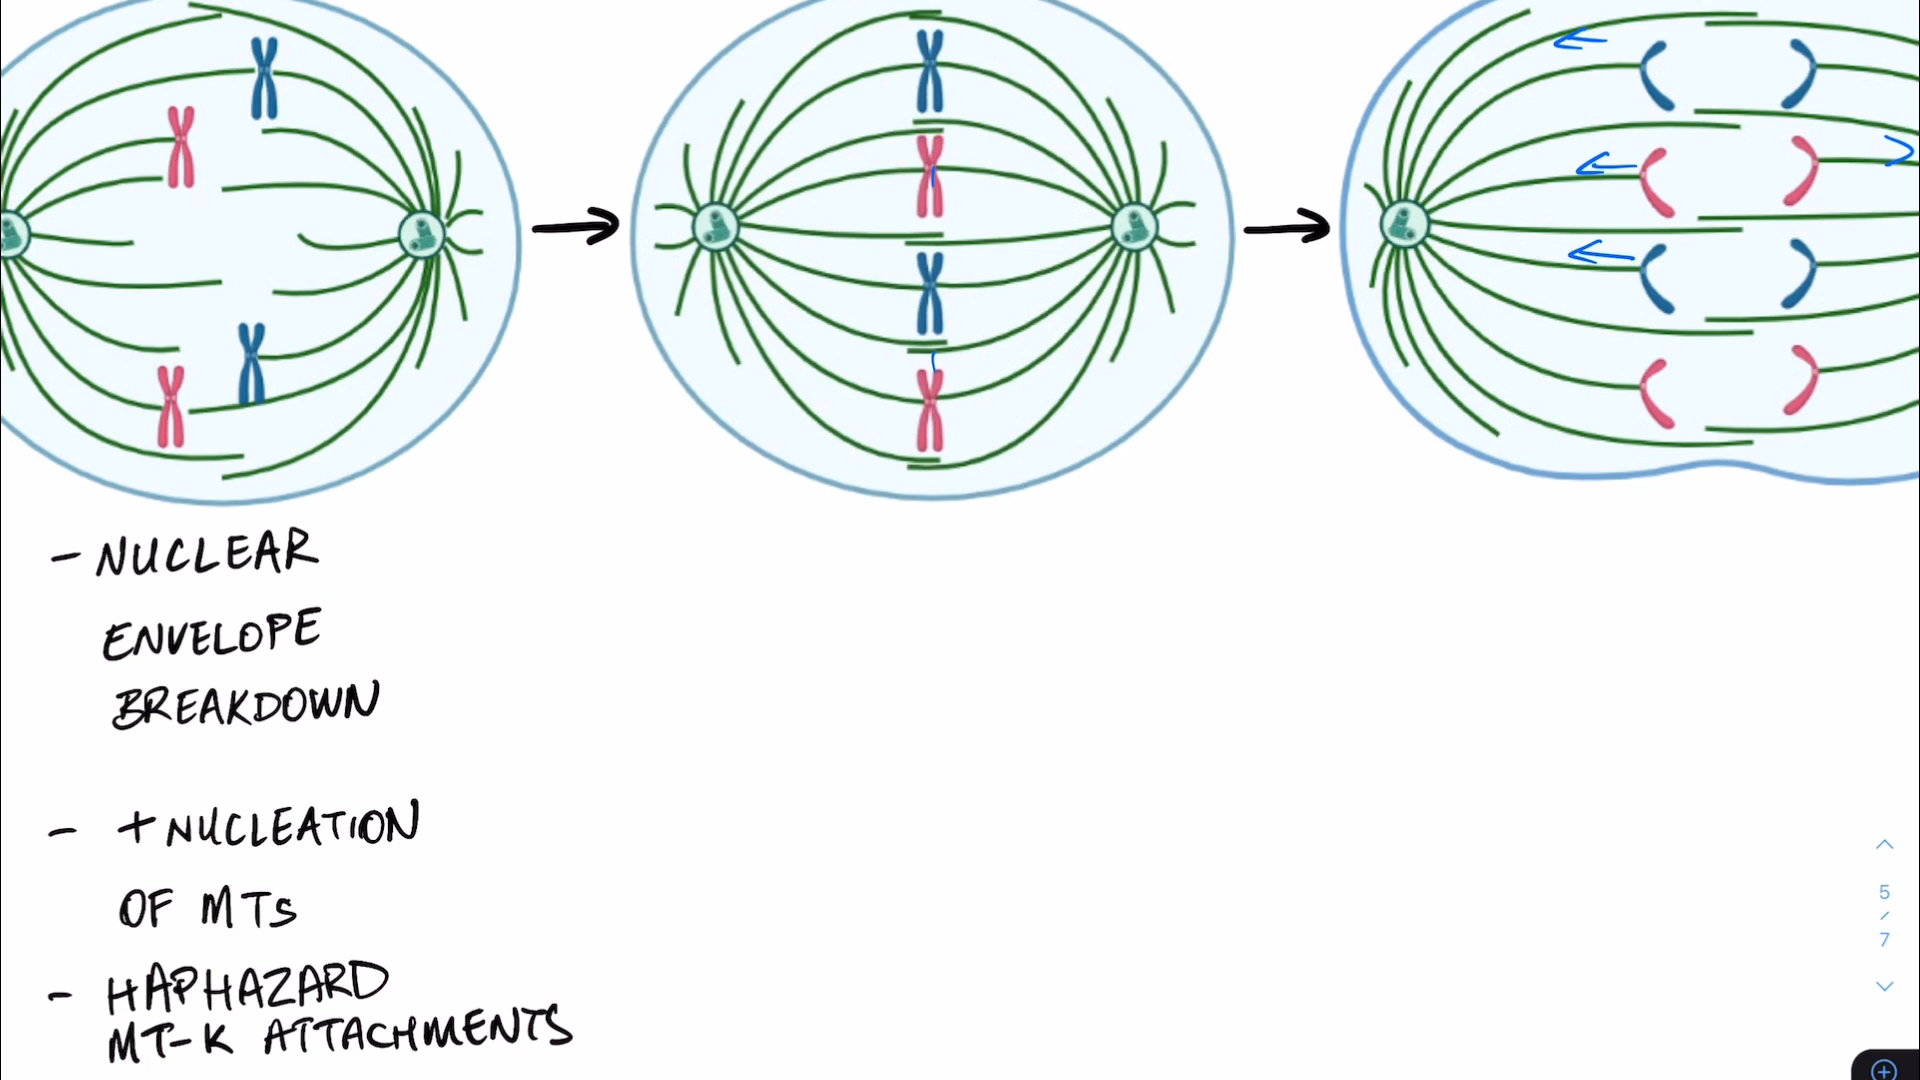 - NUCLEAR
ENVELOPE
BREAKDOWN
- + NUCLEATION
OF MTs
- HAPHAZARD
MT-K ATTACHMENTS
5
/
7